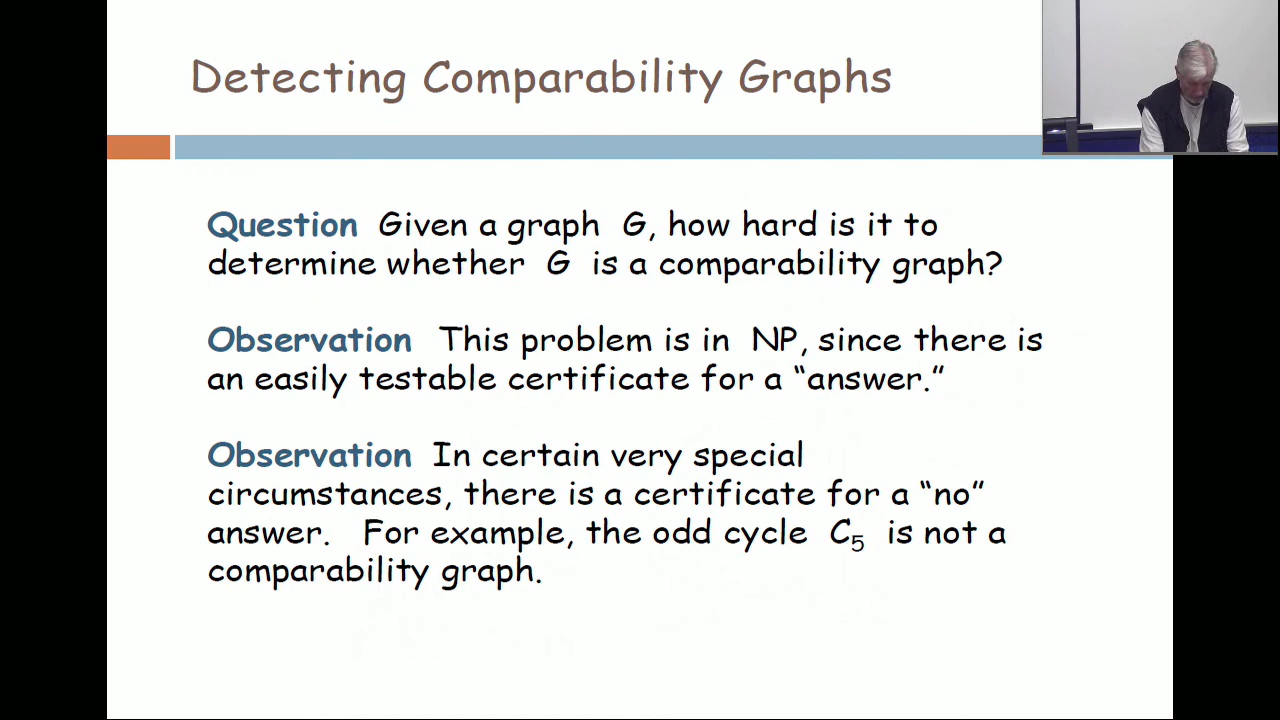 Detecting Comparability Graphs
Question Given a graph G, how hard is it to
determine whether G is a comparability graph?
Observation This problem is in NP, since there is
an easily testable certificate for a “answer.”
Observation In certain very special
circumstances, there is a certificate for a “no”
answer. For example, the odd cycle C₅ is not a
comparability graph.